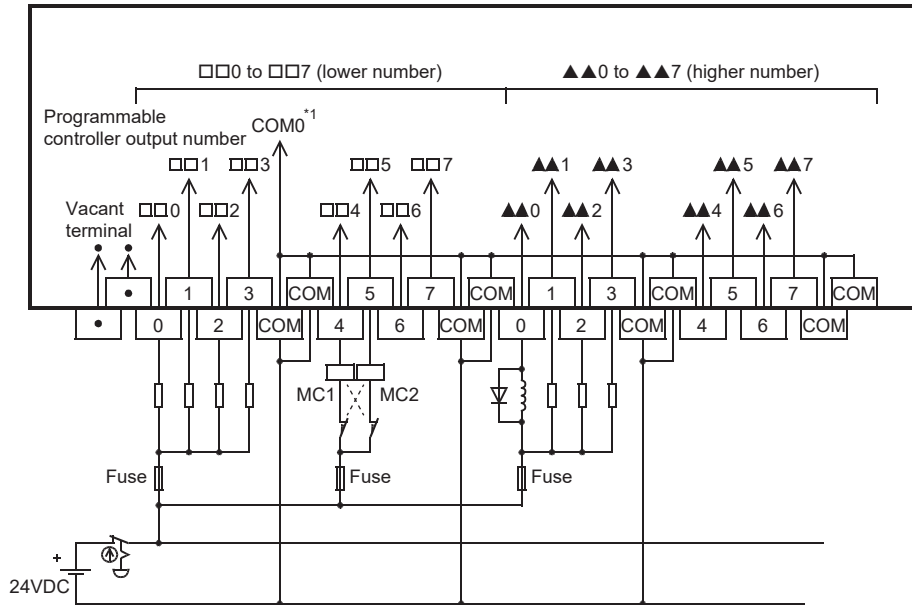 □□0 to □□7 (lower number) ▲▲0 to ▲▲7 (higher number)
Programmable
controller output number COM0*1
□□1 □□3 □□5 □□7 ▲▲1 ▲▲3 ▲▲5 ▲▲7
Vacant
terminal
□□0 □□2 □□4 □□6 ▲▲0 ▲▲2 ▲▲4 ▲▲6
• •
• 1 3 COM 5 7 COM 1 3 COM 5 7 COM
• 0 2 COM 4 6 COM 0 2 COM 4 6 COM
MC1 MC2
Fuse Fuse Fuse
+
24VDC